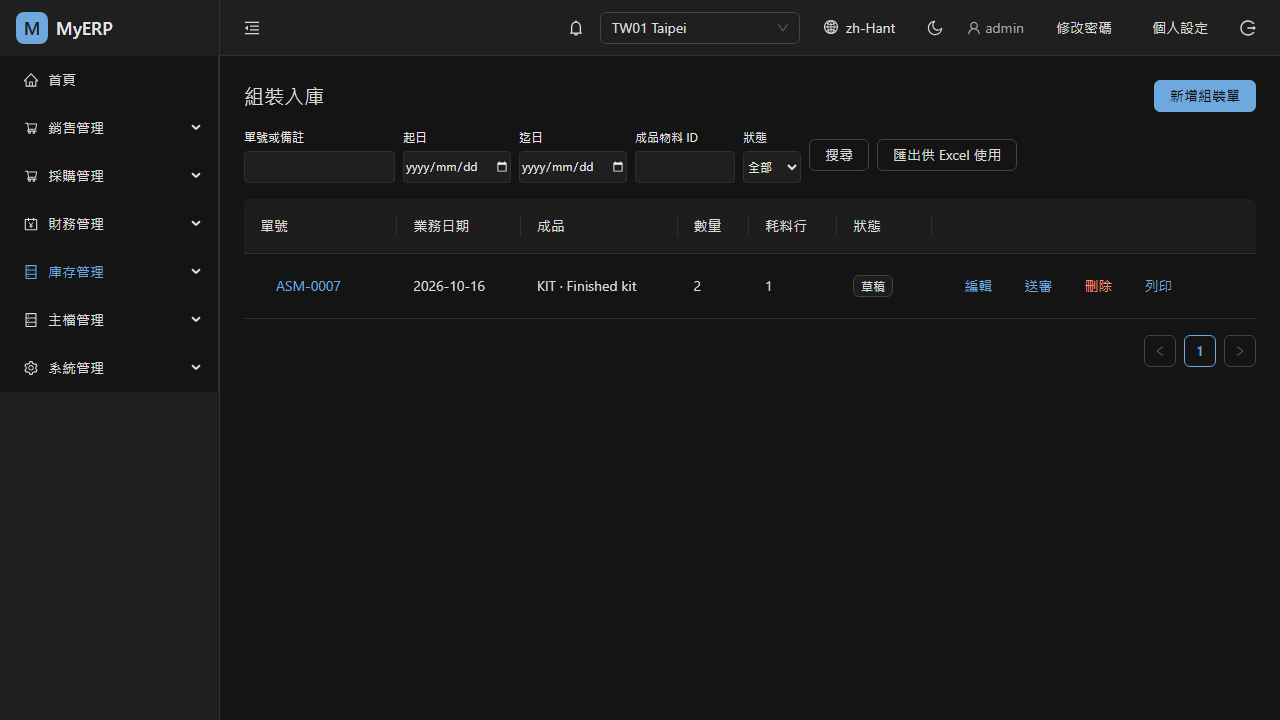 M MyERP
TW01 Taipei
zh-Hant
admin
修改密碼
個人設定
首頁
銷售管理
採購管理
財務管理
庫存管理
主檔管理
系統管理
組裝入庫
新增組裝單
單號或備註
起日
迄日
成品物料 ID
狀態
yyyy/mm/dd
yyyy/mm/dd
全部
搜尋
匯出供 Excel 使用
單號 業務日期 成品 數量 耗料行 狀態
ASM-0007 2026-10-16 KIT · Finished kit 2 1 草稿 編輯 送審 刪除 列印
1